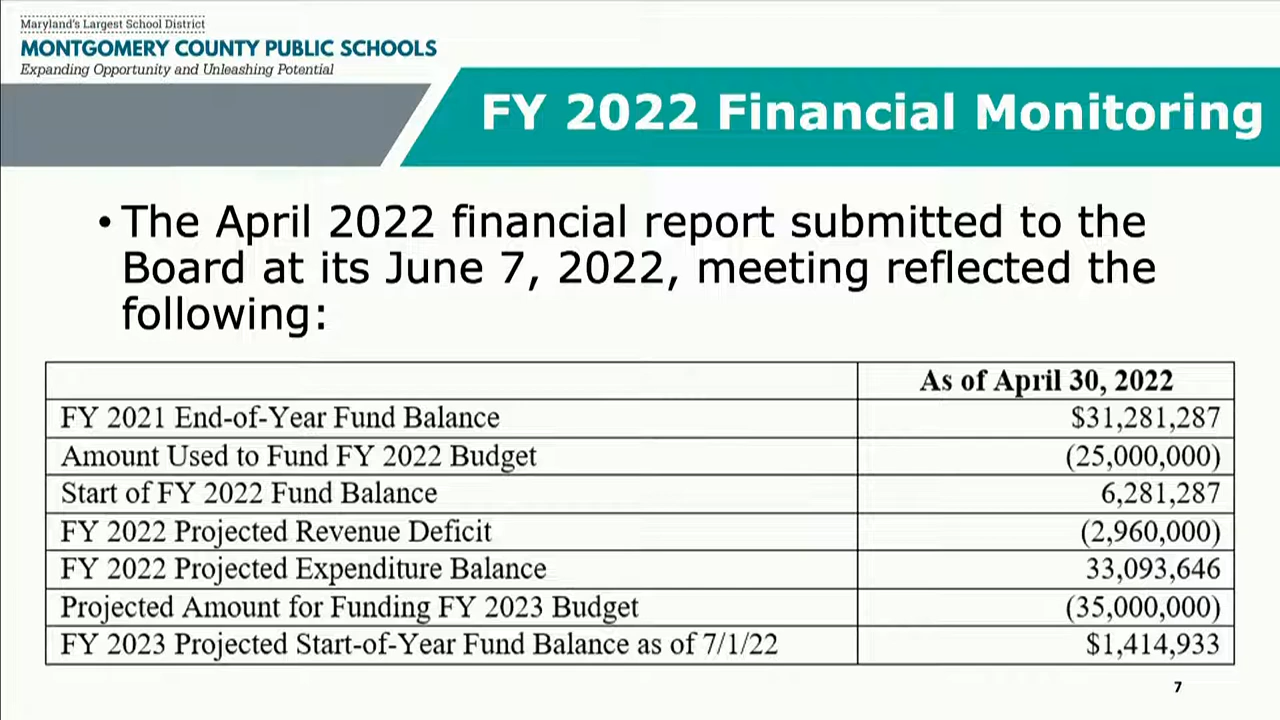 Maryland's Largest School District
MONTGOMERY COUNTY PUBLIC SCHOOLS
Expanding Opportunity and Unleashing Potential
FY 2022 Financial Monitoring
• The April 2022 financial report submitted to the
Board at its June 7, 2022, meeting reflected the
following:
As of April 30, 2022
FY 2021 End-of-Year Fund Balance $31,281,287
Amount Used to Fund FY 2022 Budget (25,000,000)
Start of FY 2022 Fund Balance 6,281,287
FY 2022 Projected Revenue Deficit (2,960,000)
FY 2022 Projected Expenditure Balance 33,093,646
Projected Amount for Funding FY 2023 Budget (35,000,000)
FY 2023 Projected Start-of-Year Fund Balance as of 7/1/22 $1,414,933
7